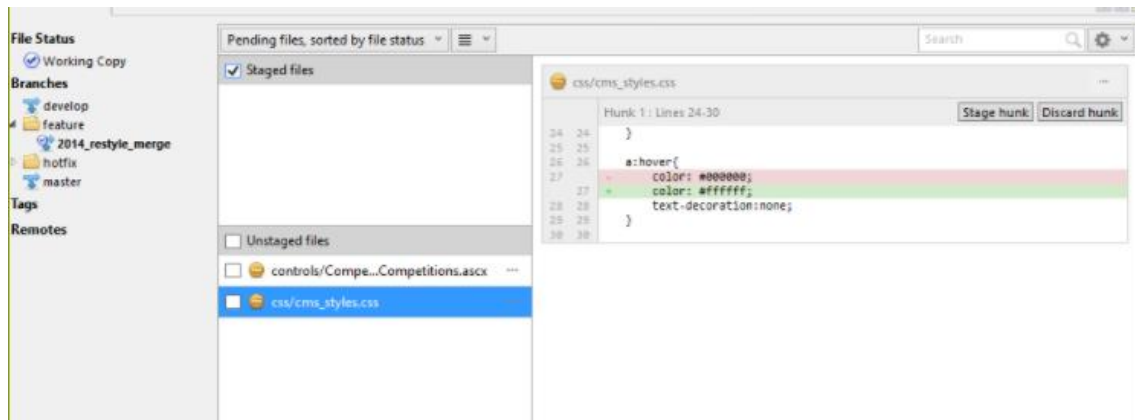 File Status
Working Copy
Branches
develop
feature
2014_restyle_merge
hotfix
master
Tags
Remotes
Pending files, sorted by file status
Search
Staged files
Unstaged files
controls/Compe...Competitions.ascx
css/cms_styles.css
css/cms_styles.css
Hunk 1 : Lines 24-30
Stage hunk Discard hunk
24 24 }
25 25
26 26 a:hover{
27 - color: #000000;
27 + color: #ffffff;
28 28 text-decoration:none;
29 29 }
30 30